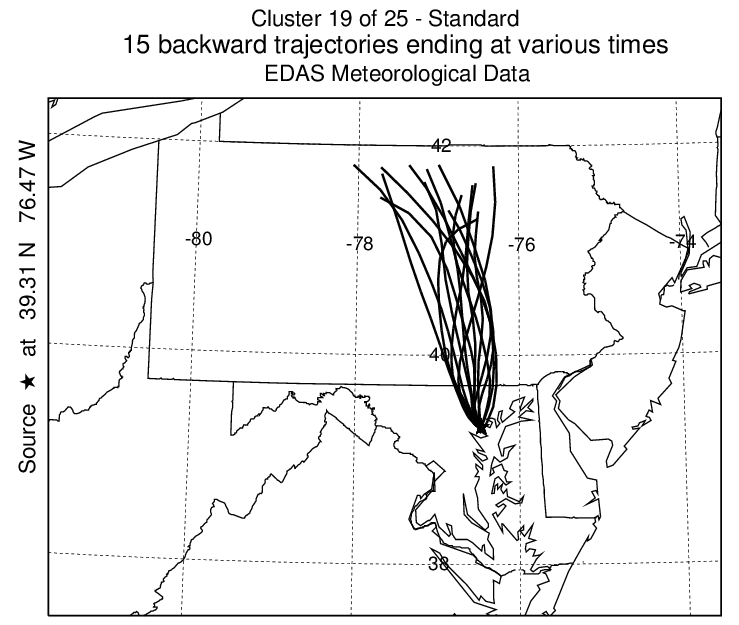 Cluster 19 of 25 - Standard
15 backward trajectories ending at various times
EDAS Meteorological Data
Source ★ at 39.31 N 76.47 W
42
-80
-78
-76
-74
40
38